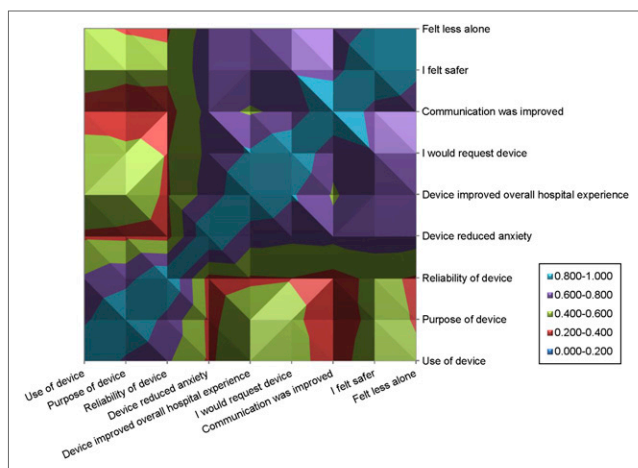 Felt less alone
I felt safer
Communication was improved
I would request device
Device improved overall hospital experience
Device reduced anxiety
Reliability of device
Purpose of device
Use of device
0.800-1.000
0.600-0.800
0.400-0.600
0.200-0.400
0.000-0.200
Use of device
Purpose of device
Reliability of device
Device reduced anxiety
Device improved overall hospital experience
I would request device
Communication was improved
I felt safer
Felt less alone